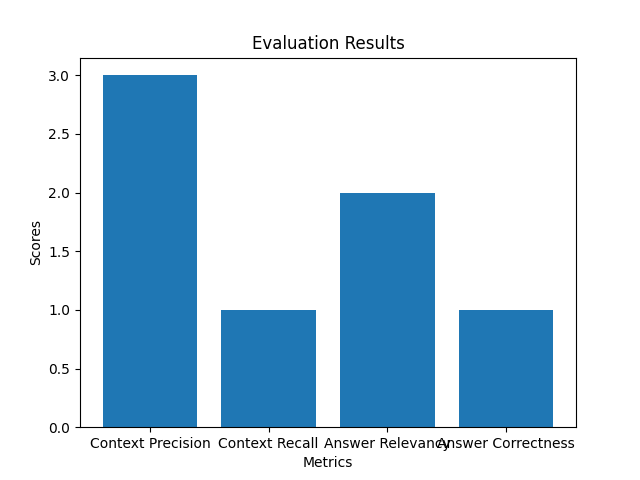 Evaluation Results
3.0
2.5
2.0
1.5
1.0
0.5
0.0
Scores
Context Precision Context Recall Answer Relevancy Answer Correctness
Metrics